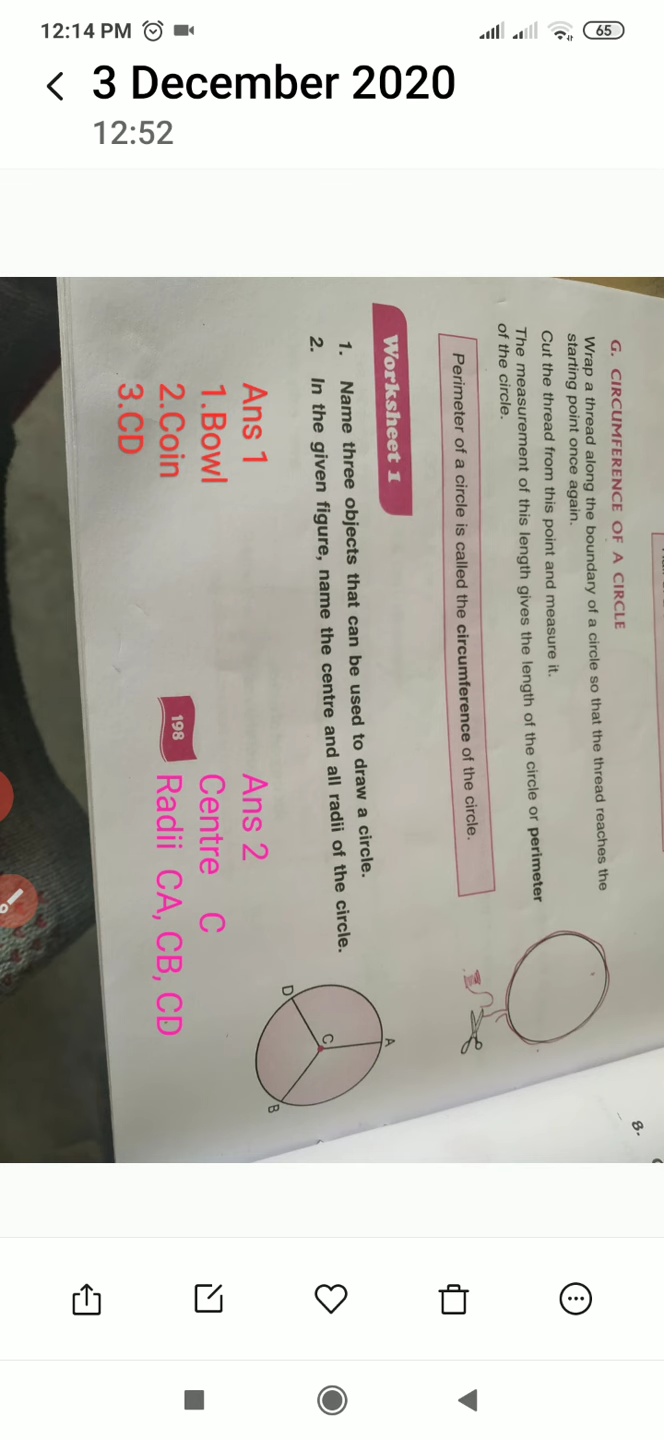 12:14 PM
65
3 December 2020
12:52
G. CIRCUMFERENCE OF A CIRCLE
Wrap a thread along the boundary of a circle so that the thread reaches the
starting point once again.
Cut the thread from this point and measure it.
The measurement of this length gives the length of the circle or perimeter
of the circle.
Perimeter of a circle is called the circumference of the circle.
Worksheet 1
1. Name three objects that can be used to draw a circle.
2. In the given figure, name the centre and all radii of the circle.
A
C
D
B
Ans 1
1.Bowl
2.Coin
3.CD
Ans 2
Centre C
Radii CA, CB, CD
198
8.